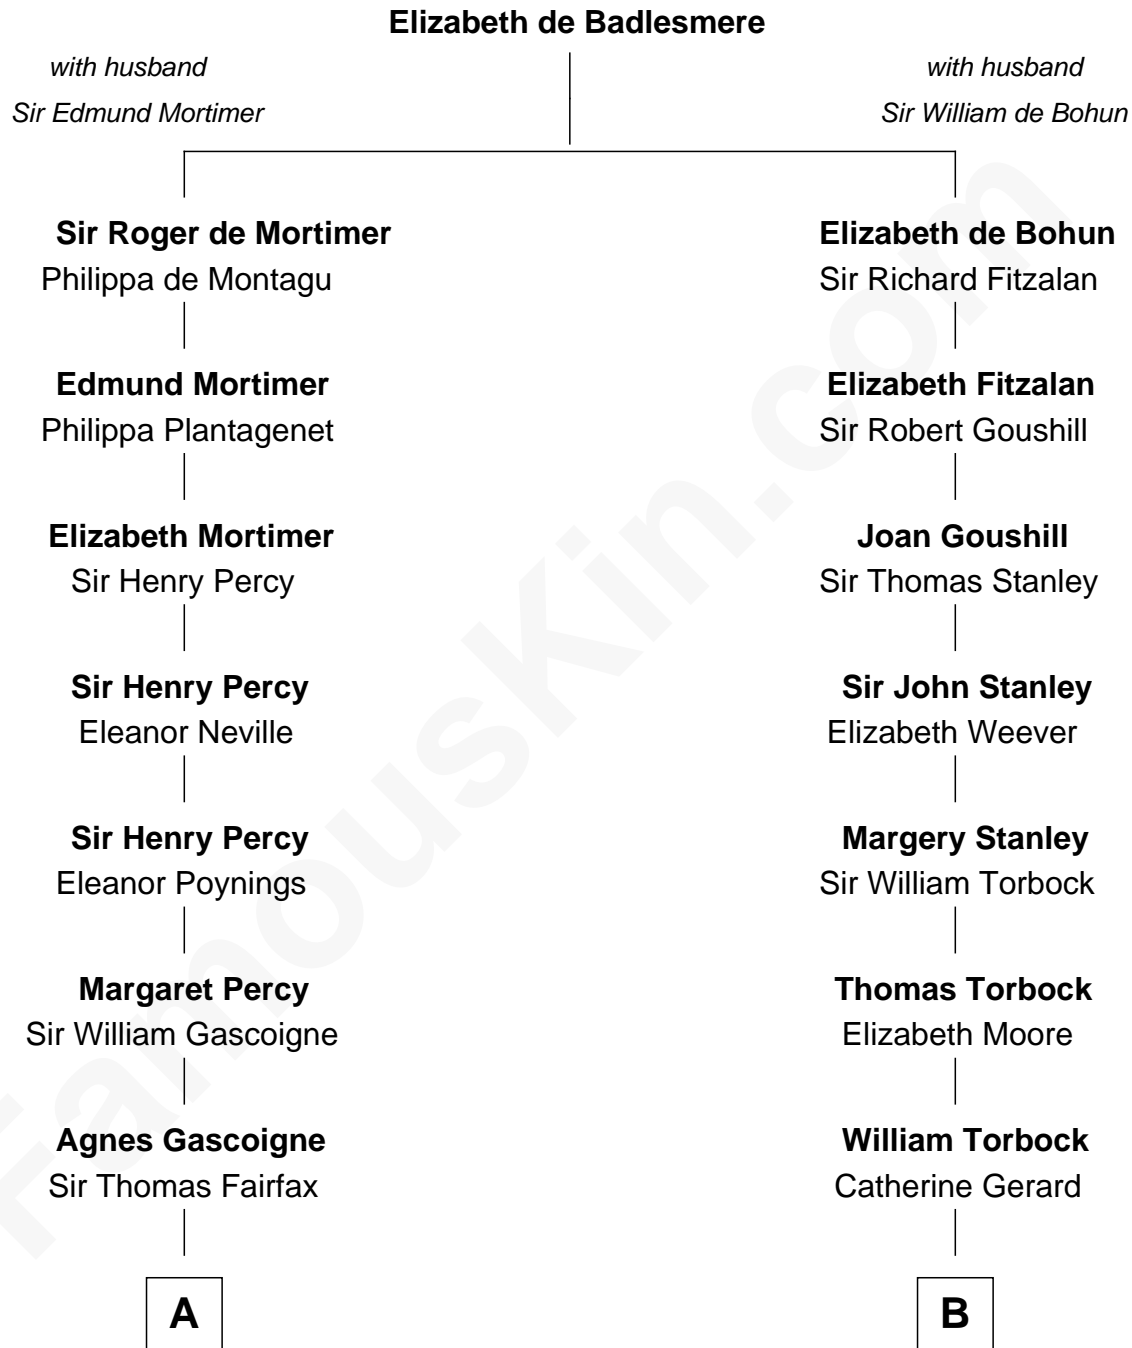 Elizabeth de Badlesmere
with husband
Sir Edmund Mortimer
with husband
Sir William de Bohun
Sir Roger de Mortimer
Philippa de Montagu
Elizabeth de Bohun
Sir Richard Fitzalan
Edmund Mortimer
Philippa Plantagenet
Elizabeth Fitzalan
Sir Robert Goushill
Elizabeth Mortimer
Sir Henry Percy
Joan Goushill
Sir Thomas Stanley
Sir Henry Percy
Eleanor Neville
Sir John Stanley
Elizabeth Weever
Sir Henry Percy
Eleanor Poynings
Margery Stanley
Sir William Torbock
Margaret Percy
Sir William Gascoigne
Thomas Torbock
Elizabeth Moore
Agnes Gascoigne
Sir Thomas Fairfax
William Torbock
Catherine Gerard
A
B
FamousKin.com